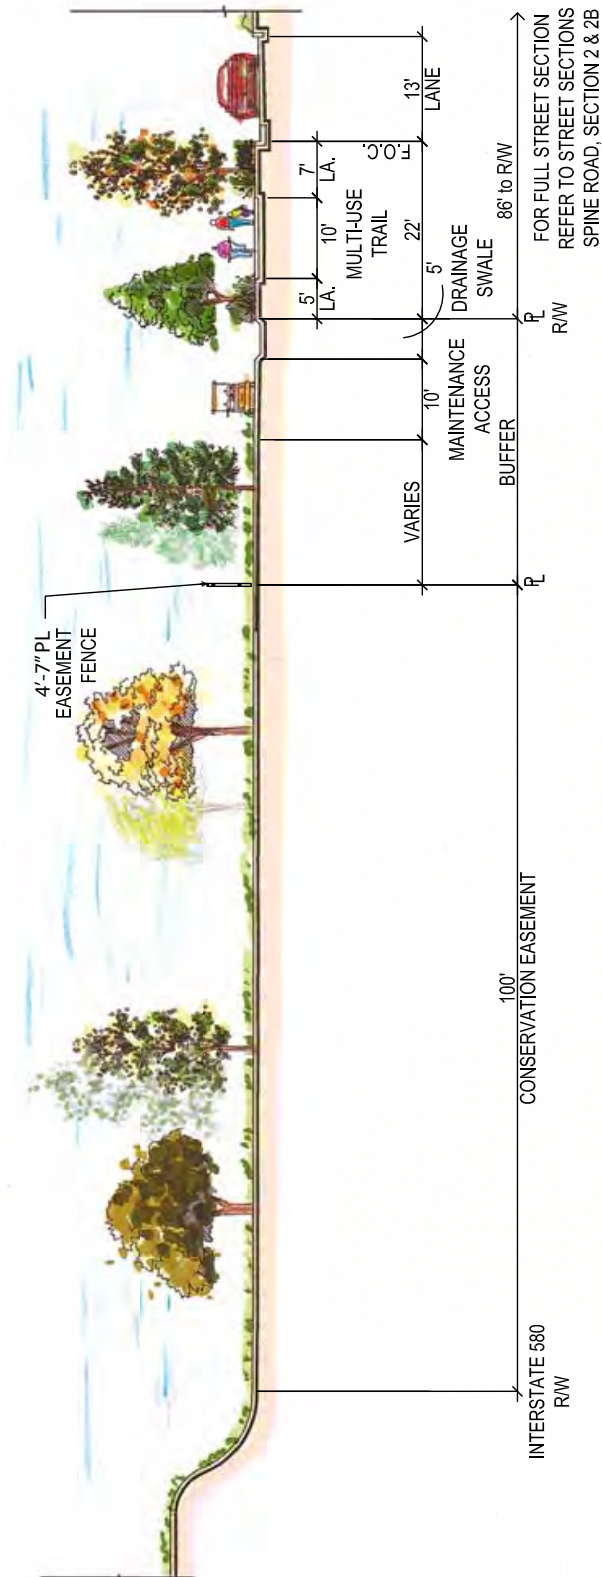 4'-7" PL
EASEMENT
FENCE
5'
LA.
10'
MULTI-USE
TRAIL
7'
LA.
F.O.C.
22'
13'
LANE
5'
DRAINAGE
SWALE
10'
MAINTENANCE
ACCESS
VARIES
BUFFER
100'
CONSERVATION EASEMENT
86' to R/W
INTERSTATE 580
R/W
PL
PL
R/W
FOR FULL STREET SECTION
REFER TO STREET SECTIONS
SPINE ROAD, SECTION 2 & 2B